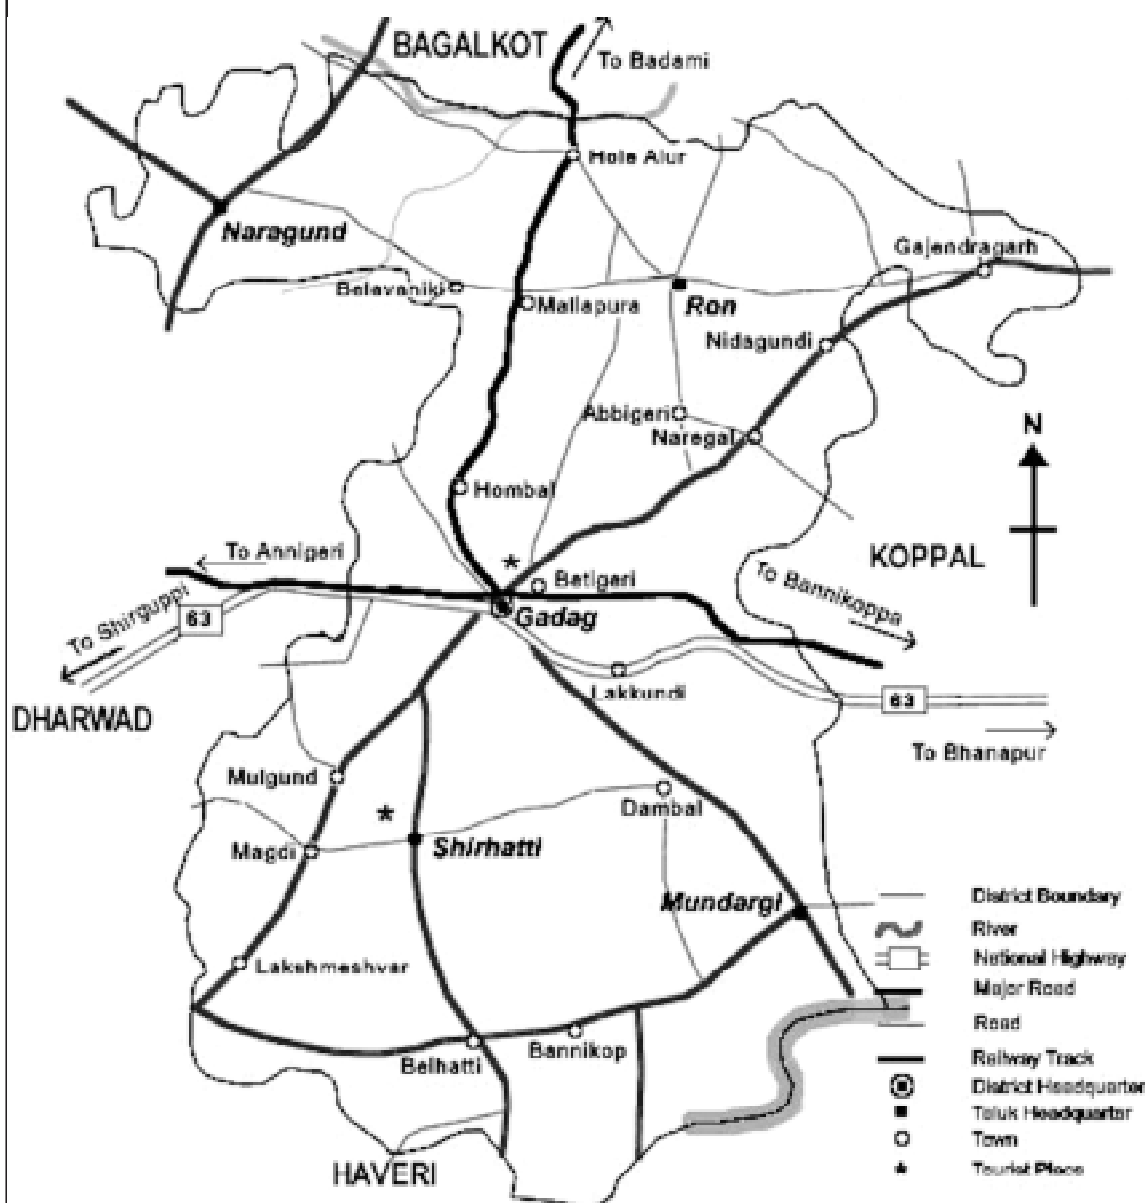 BAGALKOT
To Badami
Hole Alur
Naragund
Gajendragarh
Belavaniki
Mallapura
Ron
Nidagundi
Abbigeri
Naregal
N
Hombal
To Annigeri
KOPPAL
Betigeri
To Bannikoppa
To Shirguppi
63
Gadag
Lakkundi
63
DHARWAD
To Bhanapur
Mulgund
Dambal
Magdi
Shirhatti
Mundargi
District Boundary
River
National Highway
Lakshmeshvar
Major Road
Road
Bannikop
Belhatti
Railway Track
District Headquarter
Taluk Headquarter
Town
HAVERI
Tourist Place